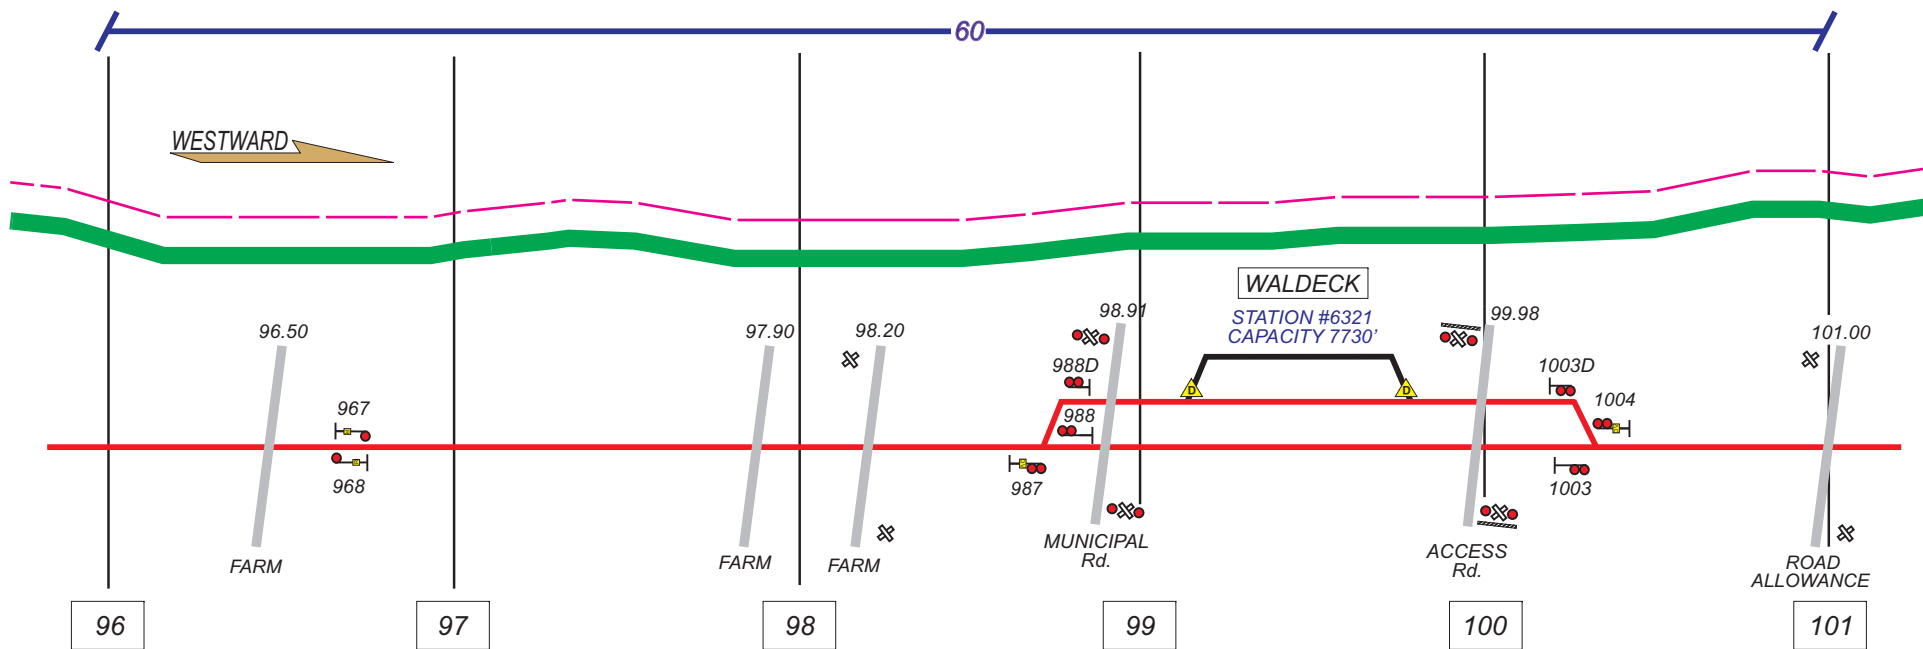 60
WESTWARD
WALDECK
STATION #6321
CAPACITY 7730'
96.50
97.90
98.20
98.91
99.98
101.00
988D
1003D
967
988
1004
968
987
1003
FARM
FARM
FARM
MUNICIPAL
Rd.
ACCESS
Rd.
ROAD
ALLOWANCE
D
D
96
97
98
99
100
101